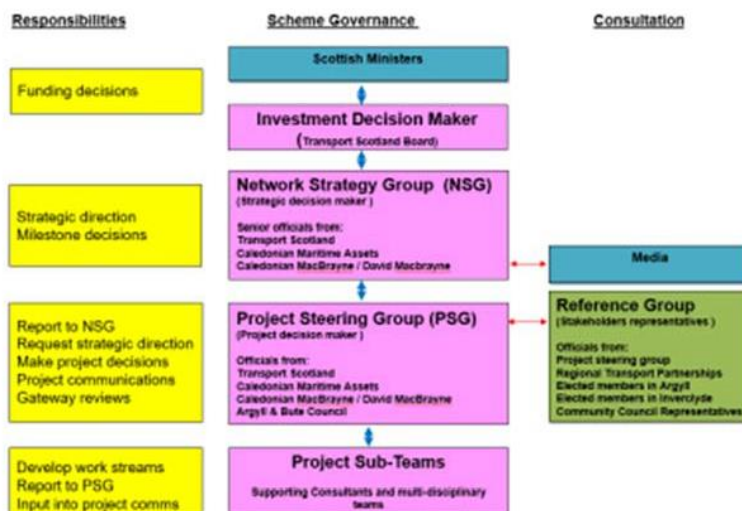 Responsibilities
Scheme Governance
Consultation
Funding decisions
Scottish Ministers
Investment Decision Maker
(Transport Scotland Board)
Strategic direction
Milestone decisions
Network Strategy Group (NSG)
(Strategic decision maker )
Senior officials from:
Transport Scotland
Caledonian Maritime Assets
Caledonian MacBrayne / David Macbrayne
Media
Report to NSG
Request strategic direction
Make project decisions
Project communications
Gateway reviews
Project Steering Group (PSG)
(Project decision maker )
Officials from:
Transport Scotland
Caledonian Maritime Assets
Caledonian MacBrayne / David MacBrayne
Argyll & Bute Council
Reference Group
(Stakeholders representatives )
Officials from:
Project steering group
Regional Transport Partnerships
Elected members in Argyll
Elected members in Inverclyde
Community Council Representatives
Develop work streams
Report to PSG
Input into project comms
Project Sub-Teams
Supporting Consultants and multi-disciplinary
teams